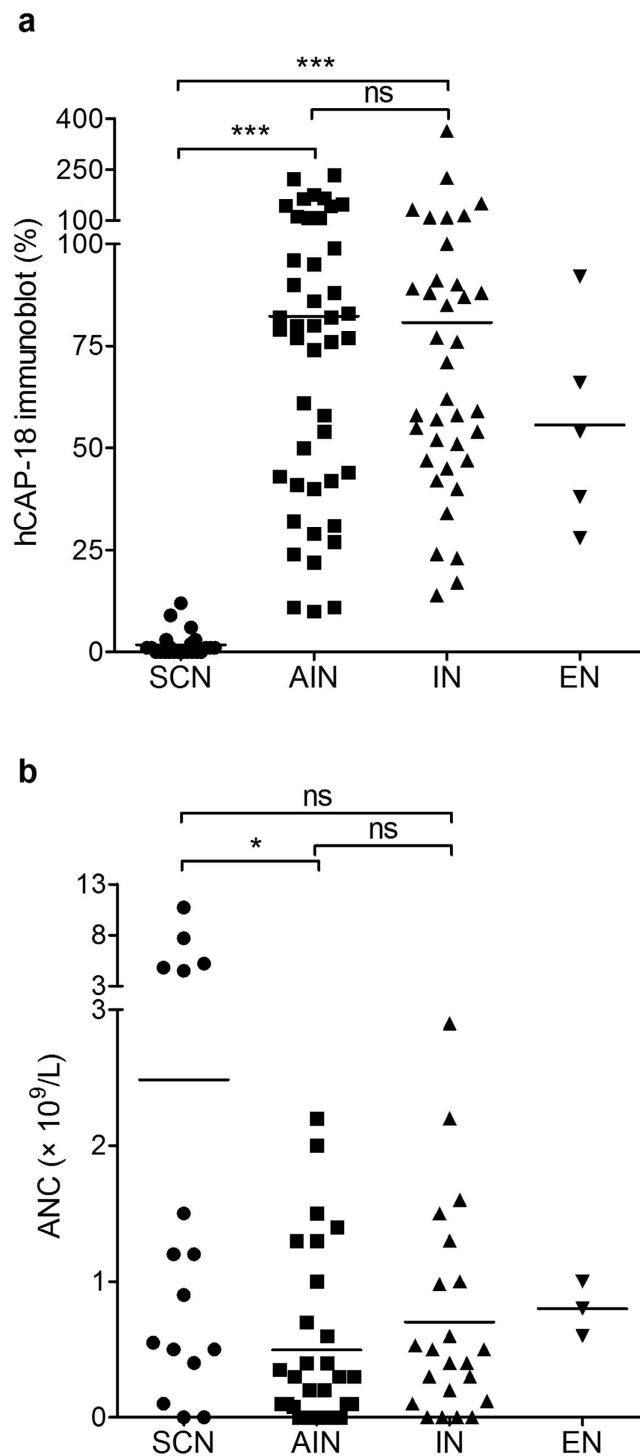 a
***
ns
***
400
250
100
100
75
50
25
0
hCAP-18 immunoblot (%)
SCN AIN IN EN
b
ns
ns
*
13
8
3
3
2
1
0
ANC (× 10⁹/L)
SCN AIN IN EN